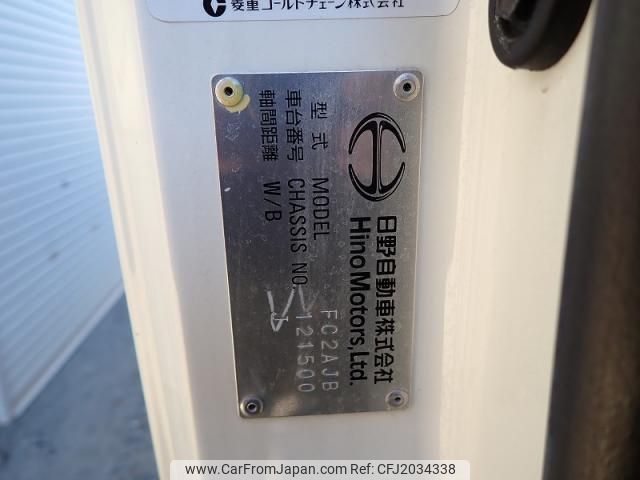 菱重コールドチェーン株式会社
日野自動車株式会社
Hino Motors, Ltd.
型式 MODEL FC2AJB
車台番号 CHASSIS NO. 121500
軸間距離 W/B J
www.CarFromJapan.com | CFJ2034338